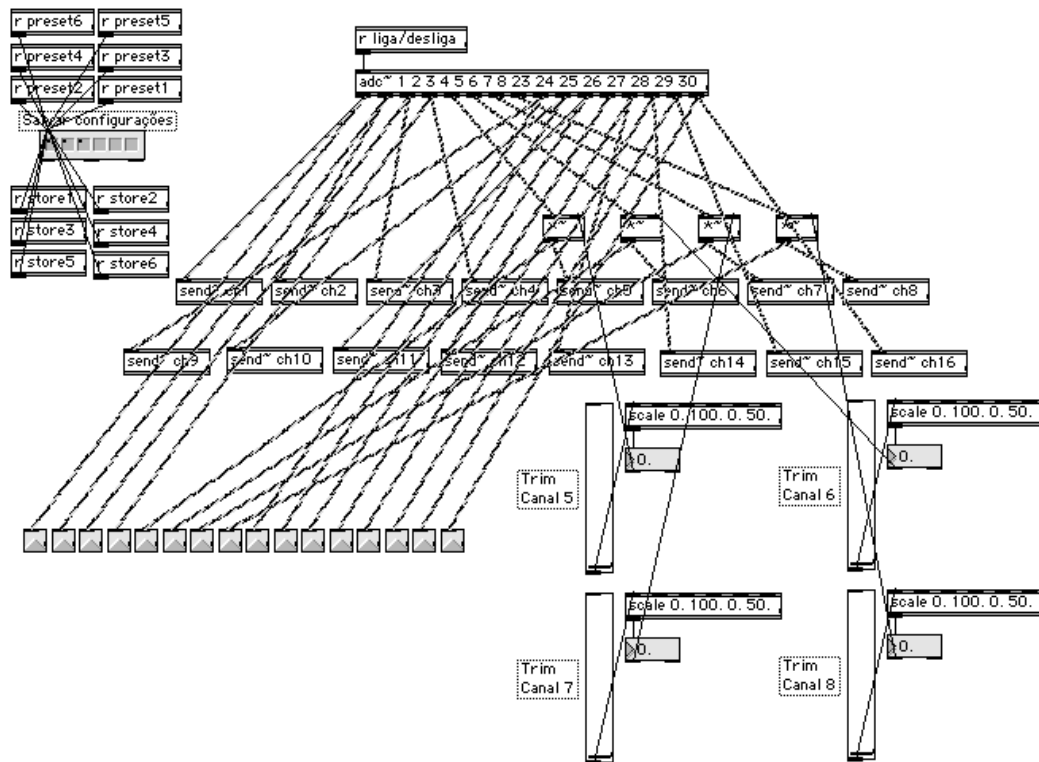 r preset6 r preset5
r preset4 r preset3
r preset2 r preset1
Salvar configurações
r store1 r store2
r store3 r store4
r store5 r store6
r liga/desliga
adc~ 1 2 3 4 5 6 7 8 23 24 25 26 27 28 29 30
*~ *~ *~ *~
send~ ch1 send~ ch2 send~ ch3 send~ ch4 send~ ch5 send~ ch6 send~ ch7 send~ ch8
send~ ch9 send~ ch10 send~ ch11 send~ ch12 send~ ch13 send~ ch14 send~ ch15 send~ ch16
scale 0. 100. 0. 50.
0.
Trim
Canal 5
scale 0. 100. 0. 50.
0.
Trim
Canal 6
scale 0. 100. 0. 50.
0.
Trim
Canal 7
scale 0. 100. 0. 50.
0.
Trim
Canal 8